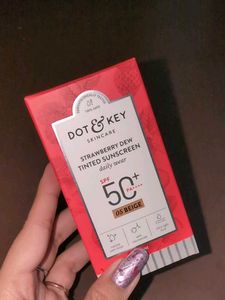 DOT & KEY
SKINCARE
STRAWBERRY DEW
TINTED SUNSCREEN
daily wear
SPF
50+
PA++++
05 BEIGE